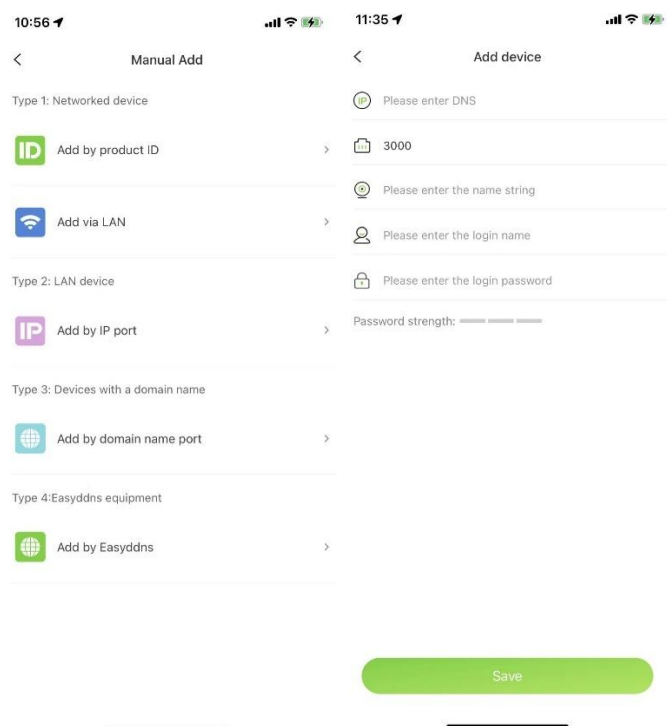 10:56
Manual Add
Type 1: Networked device
ID
Add by product ID
Add via LAN
Type 2: LAN device
IP
Add by IP port
Type 3: Devices with a domain name
Add by domain name port
Type 4:Easyddns equipment
Add by Easyddns
11:35
Add device
IP
Please enter DNS
3000
Please enter the name string
Please enter the login name
Please enter the login password
Password strength:
Save